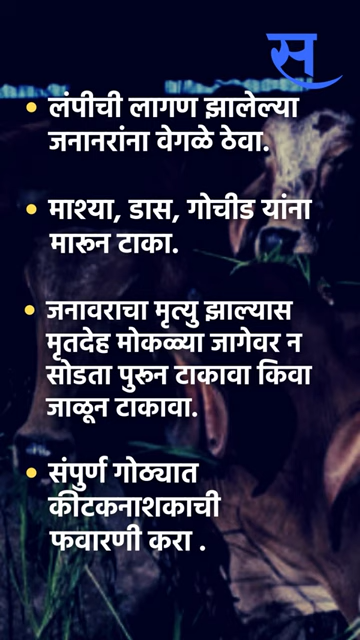 स
• लंपीची लागण झालेल्या
जनानरांना वेगळे ठेवा.
• माश्या, डास, गोचीड यांना
मारून टाका.
• जनावराचा मृत्यु झाल्यास
मृतदेह मोकळ्या जागेवर न
सोडता पुरून टाकावा किवा
जाळून टाकावा.
• संपुर्ण गोठ्यात
कीटकनाशकाची
फवारणी करा .